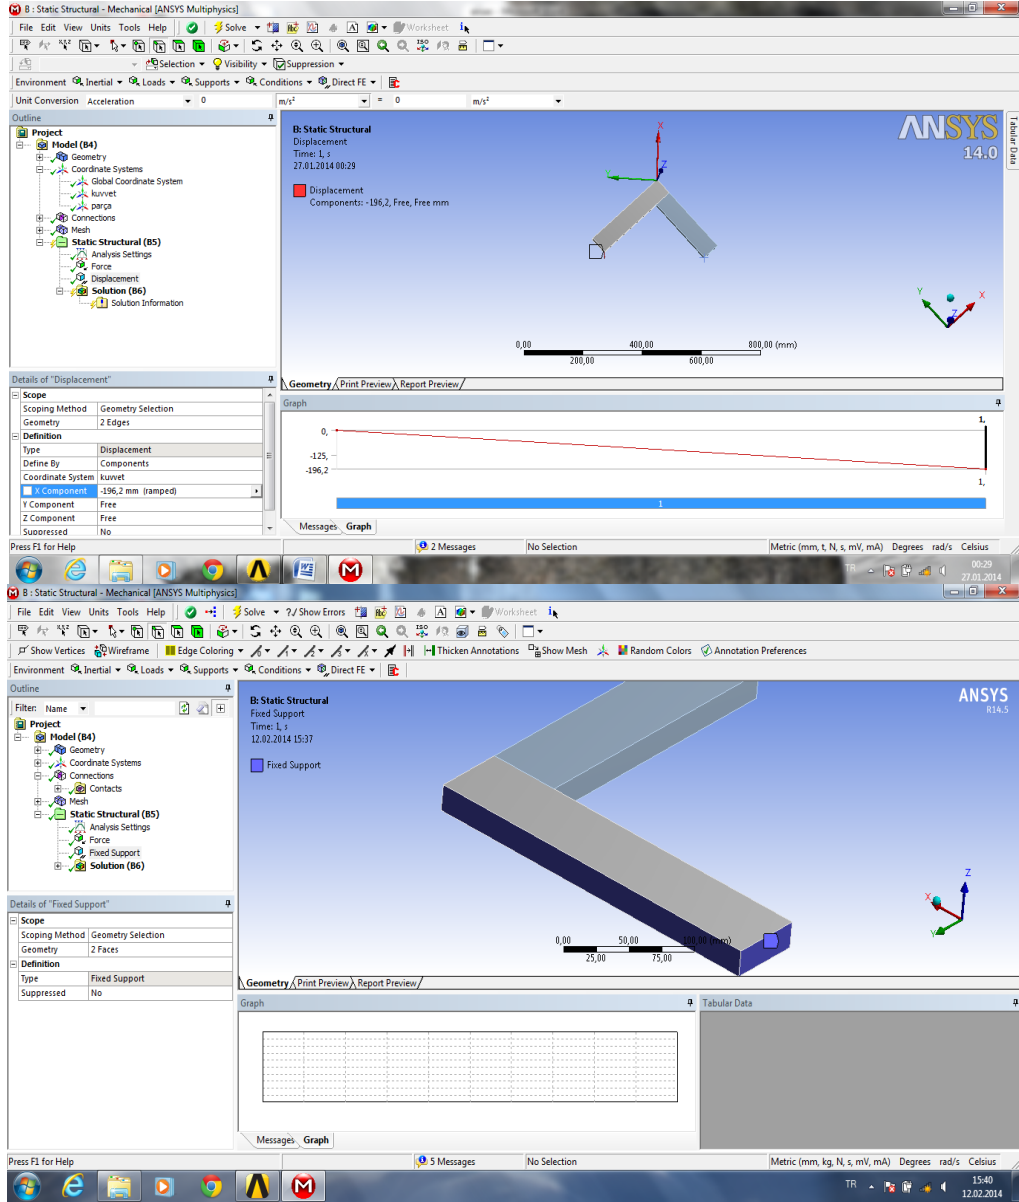 B : Static Structural - Mechanical [ANSYS Multiphysics]
File Edit View Units Tools Help Solve Worksheet
Selection Visibility Suppression
Environment Inertial Loads Supports Conditions Direct FE
Unit Conversion Acceleration 0 m/s² = 0 m/s²
Outline
Project
Model (B4)
Geometry
Coordinate Systems
Global Coordinate System
kuvvet
parça
Connections
Mesh
Static Structural (B5)
Analysis Settings
Force
Displacement
Solution (B6)
Solution Information
B: Static Structural
Displacement
Time: 1, s
27.01.2014 00:29
Displacement
Components: -196,2, Free, Free mm
ANSYS
14.0
Tabular Data
X
Z
Y
X
Z
0,00 400,00 800,00 (mm)
200,00 600,00
Geometry Print Preview Report Preview
Details of "Displacement"
Scope
Scoping Method Geometry Selection
Geometry 2 Edges
Definition
Type Displacement
Define By Components
Coordinate System kuvvet
X Component -196,2 mm (ramped)
Y Component Free
Z Component Free
Suppressed No
Graph
0,
-125,
-196,2
1,
1,
1
Messages Graph
Press F1 for Help 2 Messages No Selection Metric (mm, t, N, s, mV, mA) Degrees rad/s Celsius
TR 00:29
27.01.2014
B : Static Structural - Mechanical [ANSYS Multiphysics]
File Edit View Units Tools Help Solve ?/ Show Errors Worksheet
Show Vertices Wireframe Edge Coloring Thicken Annotations Show Mesh Random Colors Annotation Preferences
Environment Inertial Loads Supports Conditions Direct FE
Outline
Filter: Name
Project
Model (B4)
Geometry
Coordinate Systems
Connections
Contacts
Mesh
Static Structural (B5)
Analysis Settings
Force
Fixed Support
Solution (B6)
B: Static Structural
Fixed Support
Time: 1, s
12.02.2014 15:37
Fixed Support
ANSYS
R14.5
Z
X
Y
0,00 50,00 100,00 (mm)
25,00 75,00
Geometry Print Preview Report Preview
Details of "Fixed Support"
Scope
Scoping Method Geometry Selection
Geometry 2 Faces
Definition
Type Fixed Support
Suppressed No
Graph
Tabular Data
Messages Graph
Press F1 for Help 5 Messages No Selection Metric (mm, kg, N, s, mV, mA) Degrees rad/s Celsius
TR 15:40
12.02.2014